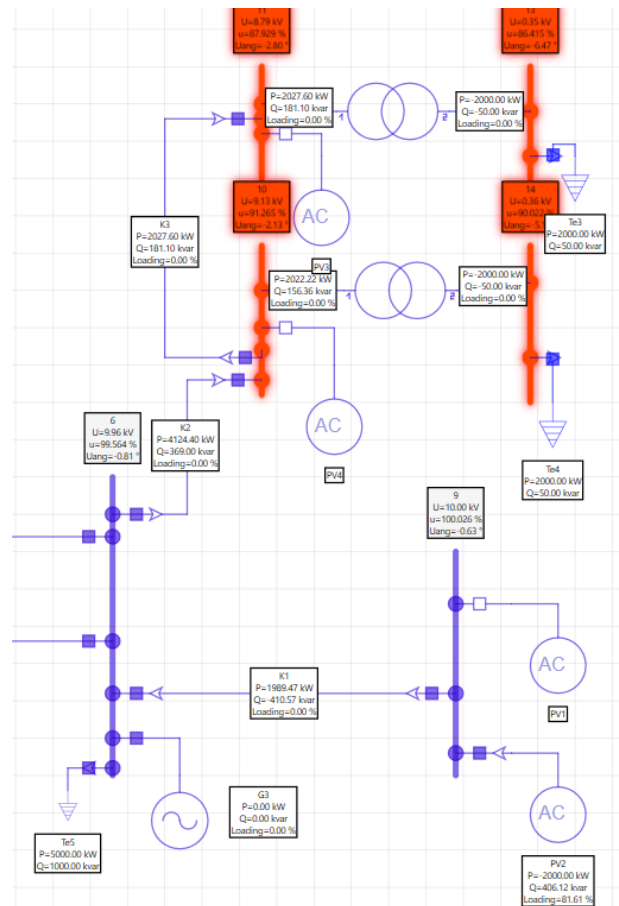 11
U=8.79 kV
u=87.929 %
Uang=-2.80 °
U=0.35 kV
u=86.415 %
Uang=-6.47 °
P=2027.60 kW
Q=181.10 kvar
Loading=0.00 %
1
2
P=-2000.00 kW
Q=-50.00 kvar
Loading=0.00 %
10
U=9.13 kV
u=91.265 %
Uang=-2.13 °
AC
14
U=0.36 kV
u=90.022 %
K3
P=2027.60 kW
Q=181.10 kvar
Loading=0.00 %
Te3
P=2000.00 kW
Q=50.00 kvar
PV3
P=2022.22 kW
Q=156.36 kvar
Loading=0.00 %
1
2
P=-2000.00 kW
Q=-50.00 kvar
Loading=0.00 %
AC
6
U=9.96 kV
u=99.564 %
Uang=-0.81 °
K2
P=4124.40 kW
Q=369.00 kvar
Loading=0.00 %
PV4
Te4
P=2000.00 kW
Q=50.00 kvar
9
U=10.00 kV
u=100.026 %
Uang=-0.63 °
AC
K1
P=1989.47 kW
Q=-410.57 kvar
Loading=0.00 %
PV1
G3
P=0.00 kW
Q=0.00 kvar
Loading=0.00 %
AC
Te5
P=5000.00 kW
Q=1000.00 kvar
PV2
P=-2000.00 kW
Q=406.12 kvar
Loading=81.61 %